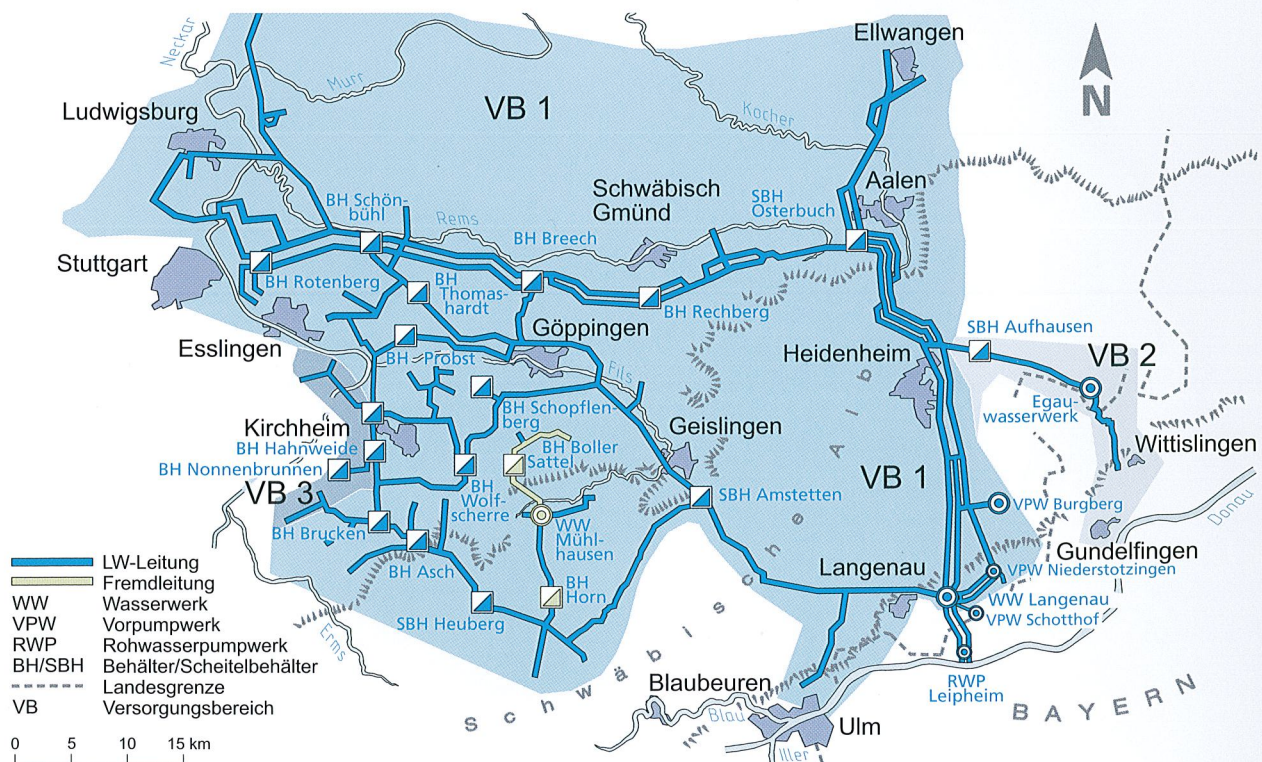 Neckar
Murr
Ellwangen
N
Ludwigsburg
VB 1
Kocher
Aalen
BH Schön-
bühl
Rems
Schwäbisch
Gmünd
SBH
Osterbuch
BH Breech
Stuttgart
BH Rotenberg
BH
Thomas-
hardt
BH Rechberg
Göppingen
Esslingen
BH Probst
Fils
SBH Aufhausen
VB 2
Heidenheim
Egau-
wasserwerk
BH Schopflen-
berg
Kirchheim
BH Hahnweide
BH Nonnenbrunnen
BH Boller
Sattel
Geislingen
Wittislingen
VB 3
BH
Wolf-
scherre
VB 1
SBH Amstetten
VPW Burgberg
Donau
BH Brucken
WW
Mühl-
hausen
Gundelfingen
BH Asch
Langenau
VPW Niederstotzingen
BH
Horn
WW Langenau
VPW Schotthof
SBH Heuberg
Erms
RWP
Leipheim
Schwäbische Alb
Blaubeuren
Blau
Ulm
Iller
BAYERN
LW-Leitung
Fremdleitung
WW Wasserwerk
VPW Vorpumpwerk
RWP Rohwasserpumpwerk
BH/SBH Behälter/Scheitelbehälter
Landesgrenze
VB Versorgungsbereich
0 5 10 15 km